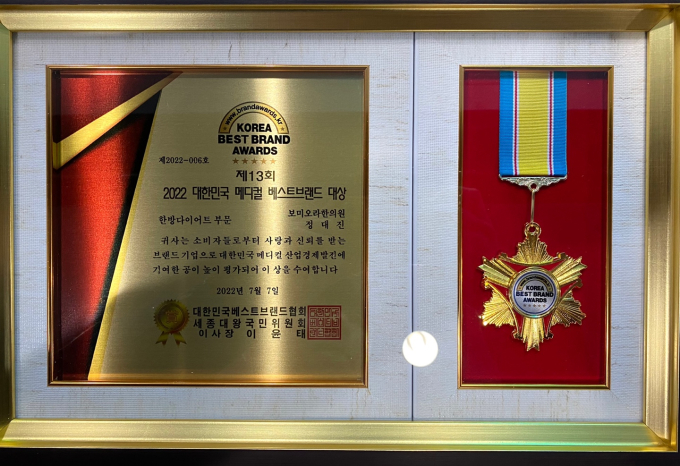 www.brandawards.kr
KOREA
BEST BRAND
AWARDS
제2022-006호
제13회
2022 대한민국 메디컬 베스트브랜드 대상
한방다이어트 부문
보미오라한의원
정대진
귀사는 소비자들로부터 사랑과 신뢰를 받는
브랜드 기업으로 대한민국 메디컬 산업경제발전에
기여한 공이 높이 평가되어 이 상을 수여합니다
2022년 7월 7일
대한민국베스트브랜드협회
세종대왕국민위원회
이사장 이윤태
KOREA
BEST BRAND
AWARDS